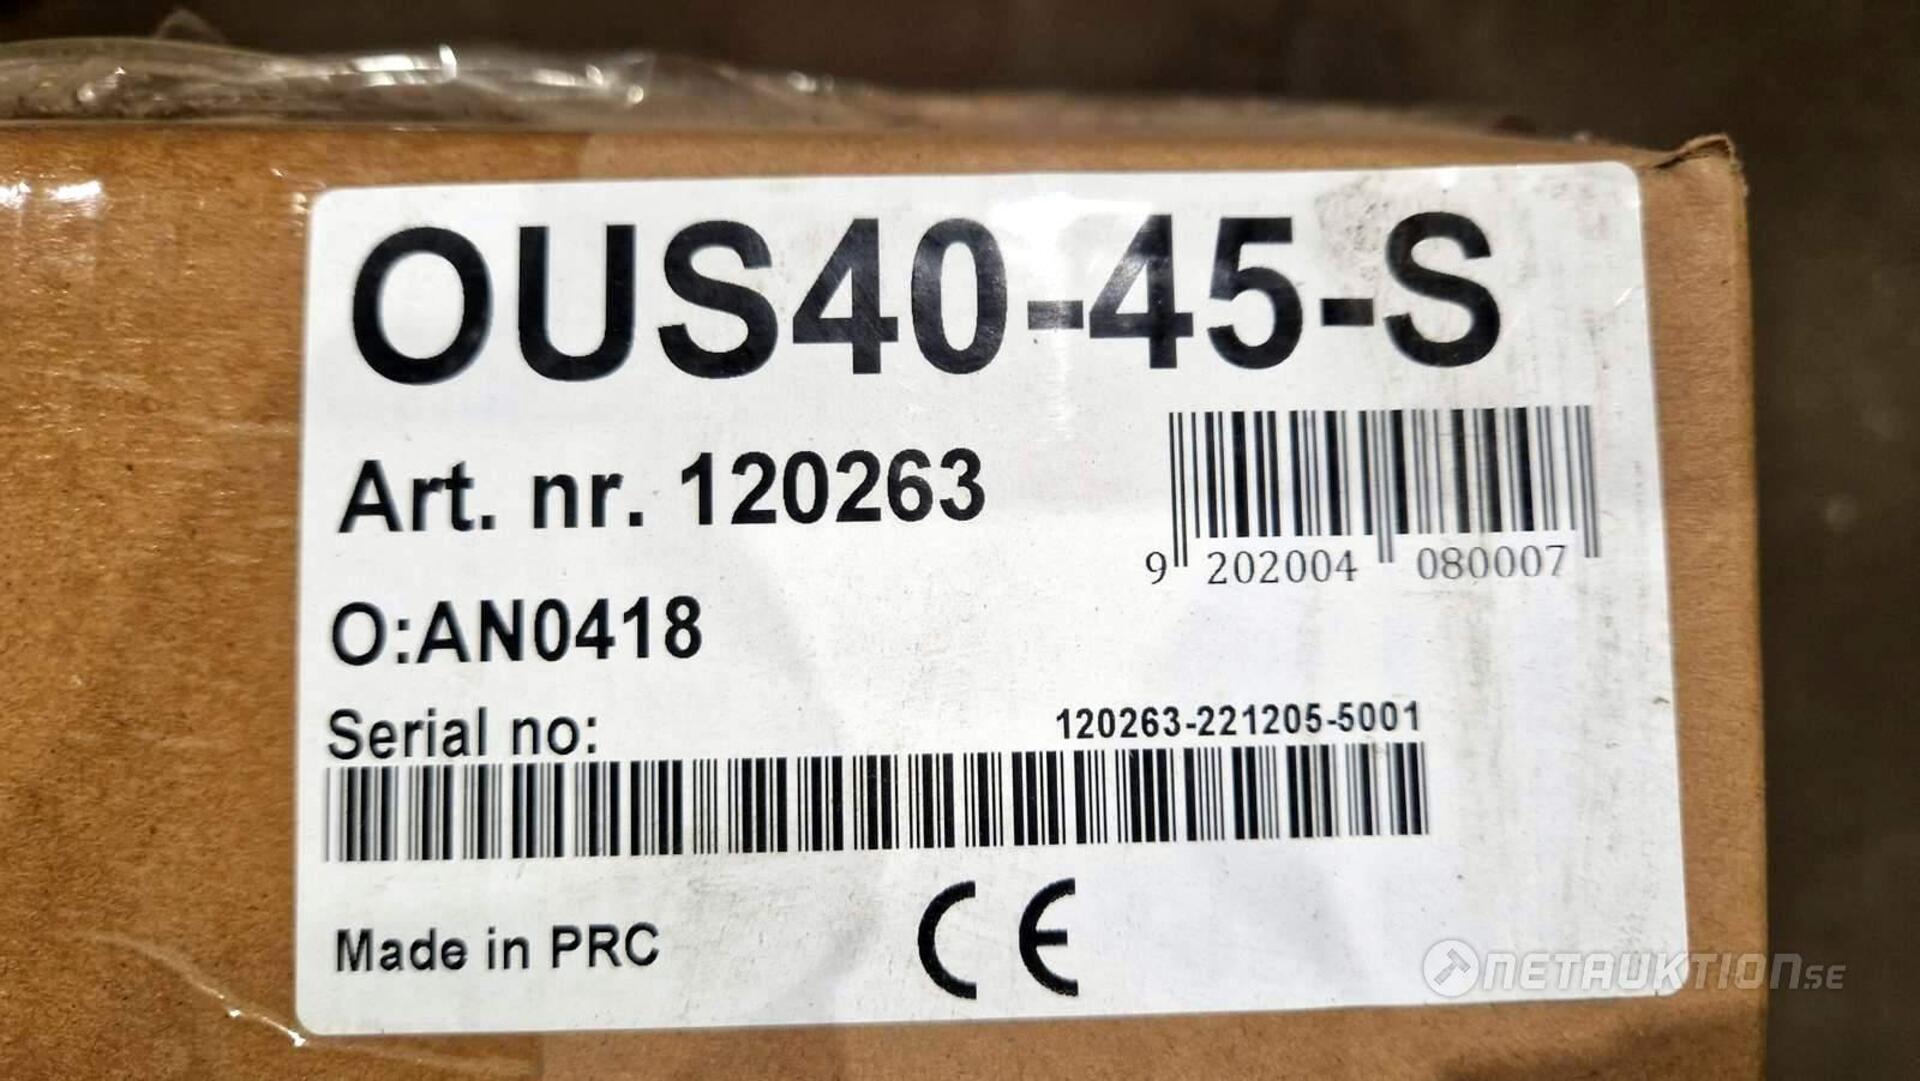 OUS40-45-S
Art. nr. 120263
9 202004 080007
O:AN0418
Serial no: 120263-221205-5001
Made in PRC CE
NETAUKTION.SE